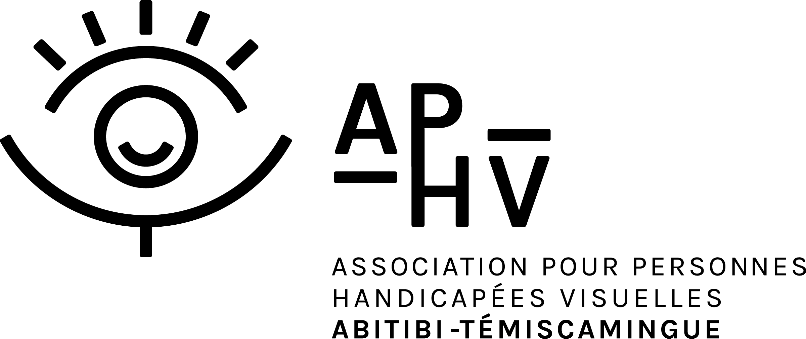 AP
HV
ASSOCIATION POUR PERSONNES
HANDICAPÉES VISUELLES
ABITIBI-TÉMISCAMINGUE